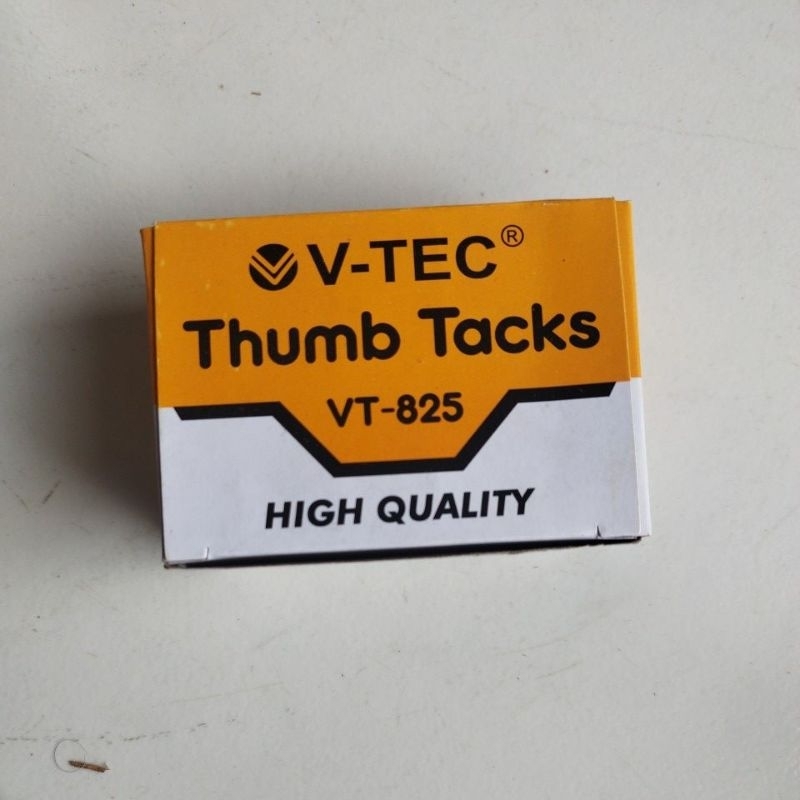 V-TEC®
Thumb Tacks
VT-825
HIGH QUALITY